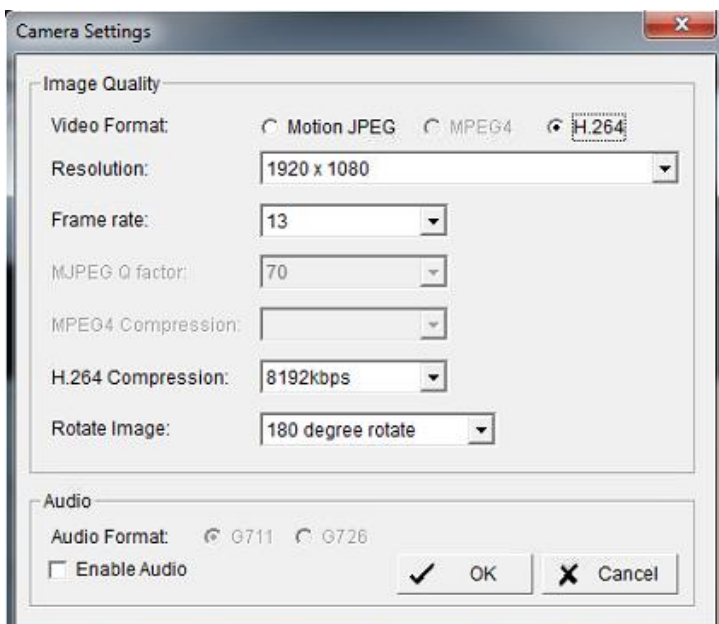 Camera Settings
Image Quality
Video Format: Motion JPEG MPEG4 H.264
Resolution: 1920 x 1080
Frame rate: 13
MJPEG Q factor: 70
MPEG4 Compression:
H.264 Compression: 8192kbps
Rotate Image: 180 degree rotate
Audio
Audio Format: G711 G726
Enable Audio OK Cancel